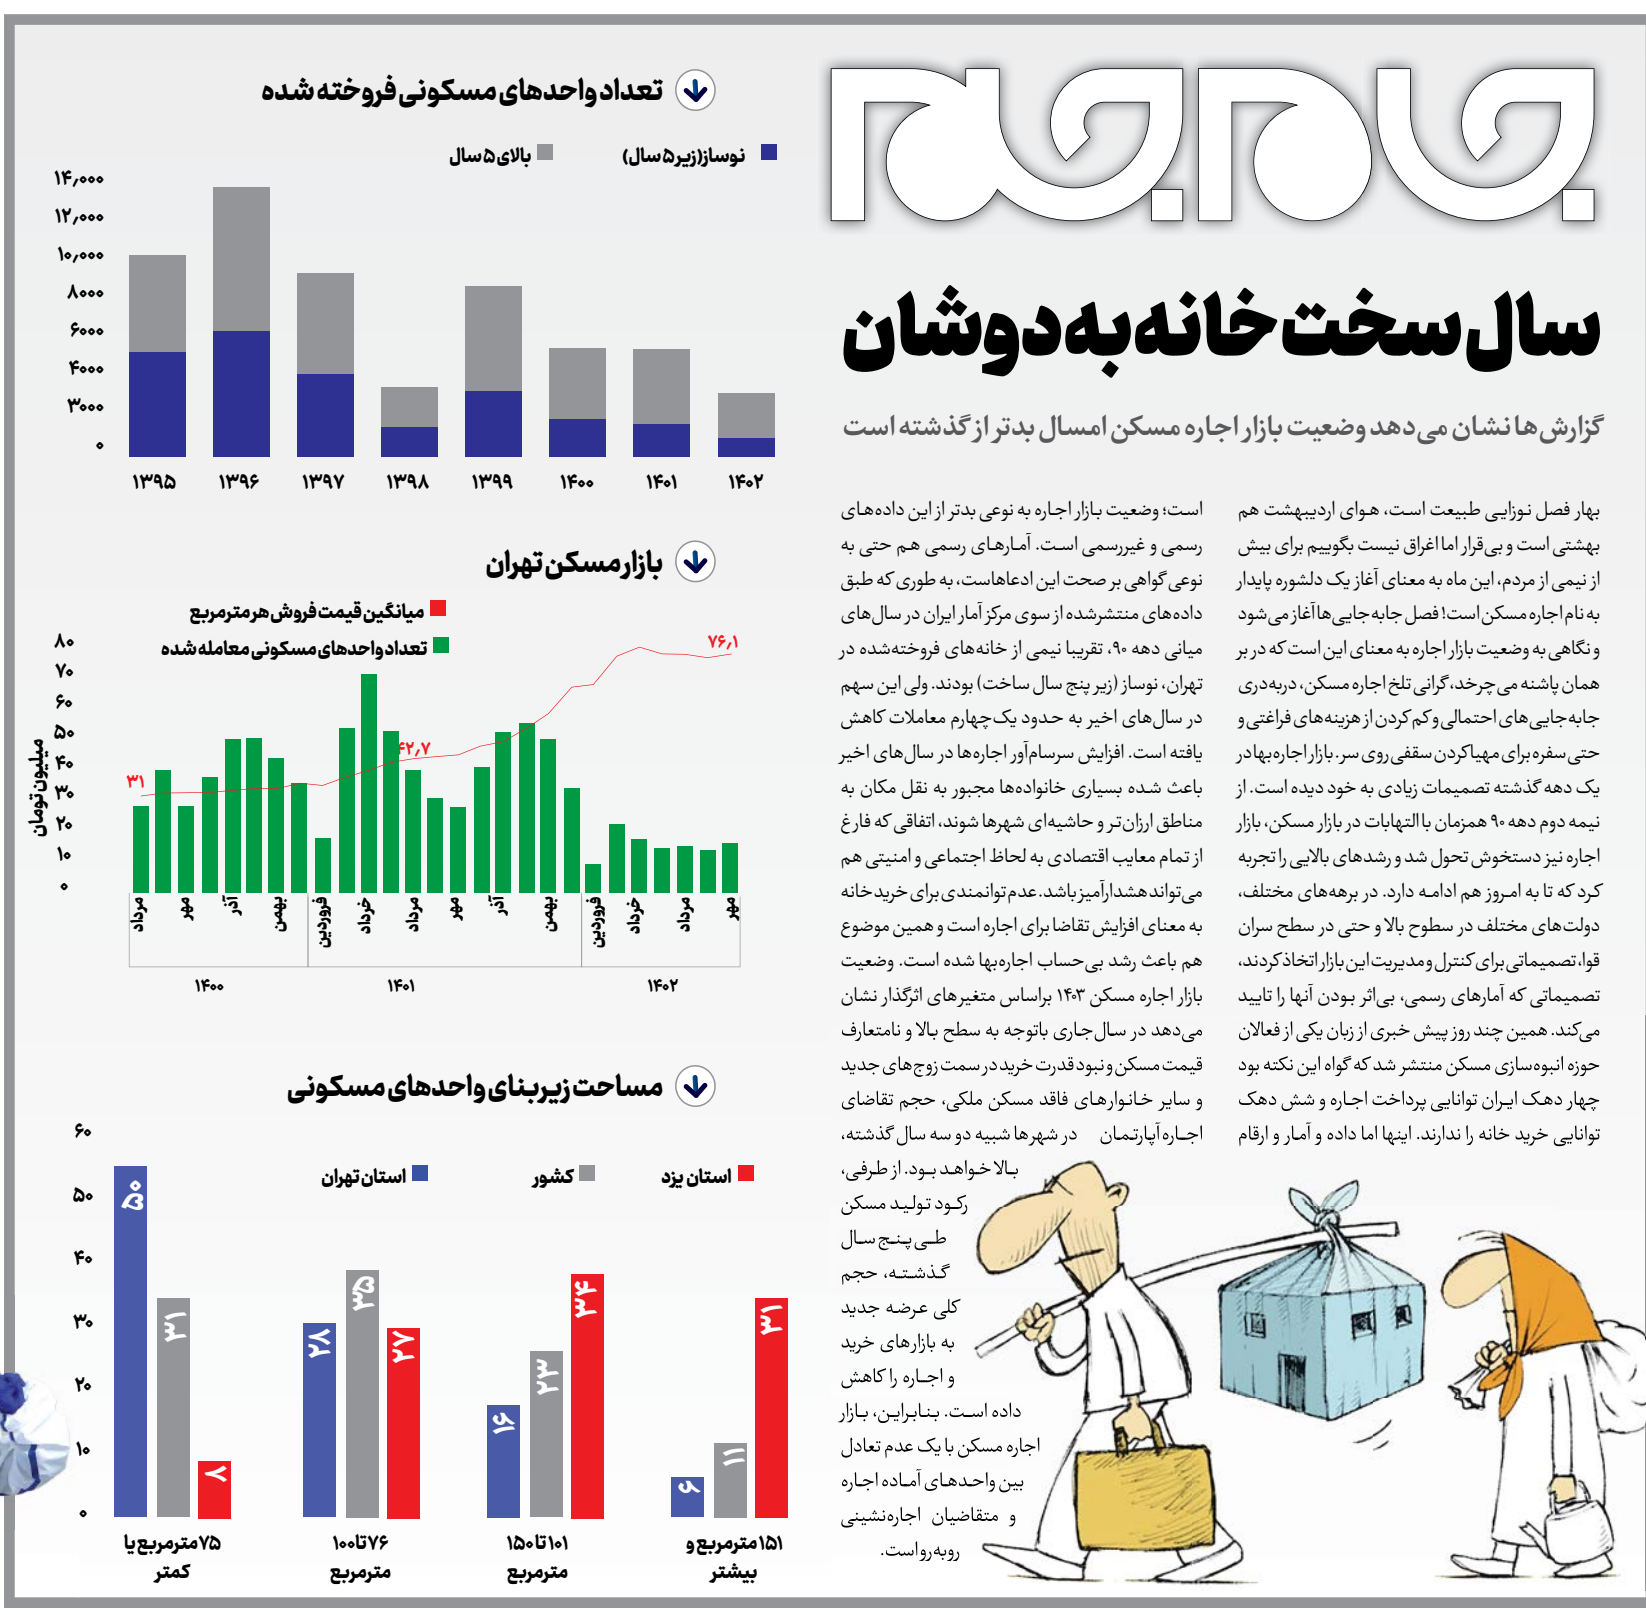 جام‌جم
سال سخت خانه به دوشان
گزارش‌ها نشان می‌دهد وضعیت بازار اجاره مسکن امسال بدتر از گذشته است
بهار فصل نوزایی طبیعت است، هوای اردیبهشت هم
بهشتی است و بی‌قرار اما اغراق نیست بگوییم برای بیش
از نیمی از مردم، این ماه به معنای آغاز یک دلشوره پایدار
به نام اجاره مسکن است؛ فصل جابه‌جایی‌ها آغاز می‌شود
و نگاهی به وضعیت بازار اجاره به معنای این است که در بر
همان پاشنه می‌چرخد، گرانی تلخ اجاره مسکن، دربه‌دری
جابه‌جایی‌های احتمالی و کم کردن از هزینه‌های فراغتی و
حتی سفره برای مهیا کردن سقفی روی سر. بازار اجاره‌بها در
یک دهه گذشته تصمیمات زیادی به خود دیده است. از
نیمه دوم دهه ۹۰ همزمان با التهابات در بازار مسکن، بازار
اجاره نیز دستخوش تحول شد و رشدهای بالایی را تجربه
کرد که تا به امروز هم ادامه دارد. در برهه‌های مختلف،
دولت‌های مختلف در سطوح بالا و حتی در سطح سران
قوا، تصمیماتی برای کنترل و مدیریت این بازار اتخاذ کردند،
تصمیماتی که آمارهای رسمی، بی‌اثر بودن آنها را تایید
می‌کند. همین چند روز پیش خبری از زبان یکی از فعالان
حوزه انبوه‌سازی مسکن منتشر شد که گواه این نکته بود
چهار دهک ایران توانایی پرداخت اجاره و شش دهک
توانایی خرید خانه را ندارند. اینها اما داده و آمار و ارقام
است؛ وضعیت بازار اجاره به نوعی بدتر از این داده‌های
رسمی و غیررسمی است. آمارهای رسمی هم حتی به
نوعی گواهی بر صحت این ادعاهاست، به طوری که طبق
داده‌های منتشرشده از سوی مرکز آمار ایران در سال‌های
میانی دهه ۹۰، تقریبا نیمی از خانه‌های فروخته‌شده در
تهران، نوساز (زیر پنج سال ساخت) بودند. ولی این سهم
در سال‌های اخیر به حدود یک‌چهارم معاملات کاهش
یافته است. افزایش سرسام‌آور اجاره‌ها در سال‌های اخیر
باعث شده بسیاری خانواده‌ها مجبور به نقل مکان به
مناطق ارزان‌تر و حاشیه‌ای شهرها شوند، اتفاقی که فارغ
از تمام معایب اقتصادی به لحاظ اجتماعی و امنیتی هم
می‌تواند هشدارآمیز باشد. عدم توانمندی برای خرید خانه
به معنای افزایش تقاضا برای اجاره است و همین موضوع
هم باعث رشد بی‌حساب اجاره‌بها شده است. وضعیت
بازار اجاره مسکن ۱۴۰۳ براساس متغیرهای اثرگذار نشان
می‌دهد در سال جاری باتوجه به سطح بالا و نامتعارف
قیمت مسکن و نبود قدرت خرید در سمت زوج‌های جدید
و سایر خانوارهای فاقد مسکن ملکی، حجم تقاضای
اجاره آپارتمان در شهرها شبیه دو سه سال گذشته،
بالا خواهد بود. از طرفی،
رکود تولید مسکن
طی پنج سال
گذشته، حجم
کلی عرضه جدید
به بازارهای خرید
و اجاره را کاهش
داده است. بنابراین، بازار
اجاره مسکن با یک عدم تعادل
بین واحدهای آماده اجاره
و متقاضیان اجاره‌نشینی
روبه‌رواست.
تعداد واحدهای مسکونی فروخته شده
نوساز(زیر ۵ سال)
بالای ۵ سال
۱۴٫۰۰۰
۱۲٫۰۰۰
۱۰٫۰۰۰
۸۰۰۰
۶۰۰۰
۴۰۰۰
۳۰۰۰
۰
۱۳۹۵ ۱۳۹۶ ۱۳۹۷ ۱۳۹۸ ۱۳۹۹ ۱۴۰۰ ۱۴۰۱ ۱۴۰۲
بازار مسکن تهران
میانگین قیمت فروش هر مترمربع
تعداد واحدهای مسکونی معامله شده
میلیون تومان
۸۰
۷۰
۶۰
۵۰
۴۰
۳۰
۲۰
۱۰
۰
۳۱
۴۲٫۷
۷۶٫۱
مرداد مهر آذر بهمن فروردین خرداد مرداد مهر آذر بهمن فروردین خرداد مرداد مهر
۱۴۰۰ ۱۴۰۱ ۱۴۰۲
مساحت زیربنای واحدهای مسکونی
استان یزد
کشور
استان تهران
۶۰
۵۰
۴۰
۳۰
۲۰
۱۰
۰
۵۰ ۳۱ ۷
۲۸ ۳۵ ۲۷
۱۶ ۲۳ ۳۴
۶ ۱۱ ۳۱
۷۵مترمربع یا
کمتر
۷۶تا۱۰۰
مترمربع
۱۰۱تا۱۵۰
مترمربع
۱۵۱مترمربع و
بیشتر